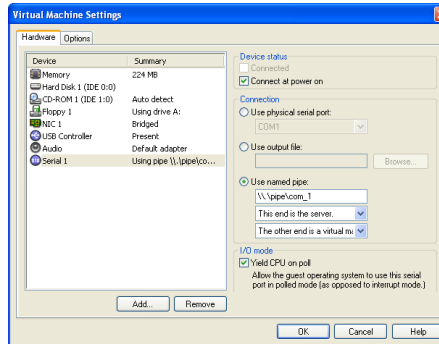 Virtual Machine Settings
Hardware Options
Device Summary
Memory 224 MB
Hard Disk 1 (IDE 0:0)
CD-ROM 1 (IDE 1:0) Auto detect
Floppy 1 Using drive A:
NIC 1 Bridged
USB Controller Present
Audio Default adapter
Serial 1 Using pipe \\.\pipe\co...
Add... Remove
Device status
Connected
Connect at power on
Connection
Use physical serial port:
COM1
Use output file:
Browse...
Use named pipe:
\\.\pipe\com_1
This end is the server.
The other end is a virtual ma
I/O mode
Yield CPU on poll
Allow the guest operating system to use this serial
port in polled mode (as opposed to interrupt mode.)
OK Cancel Help